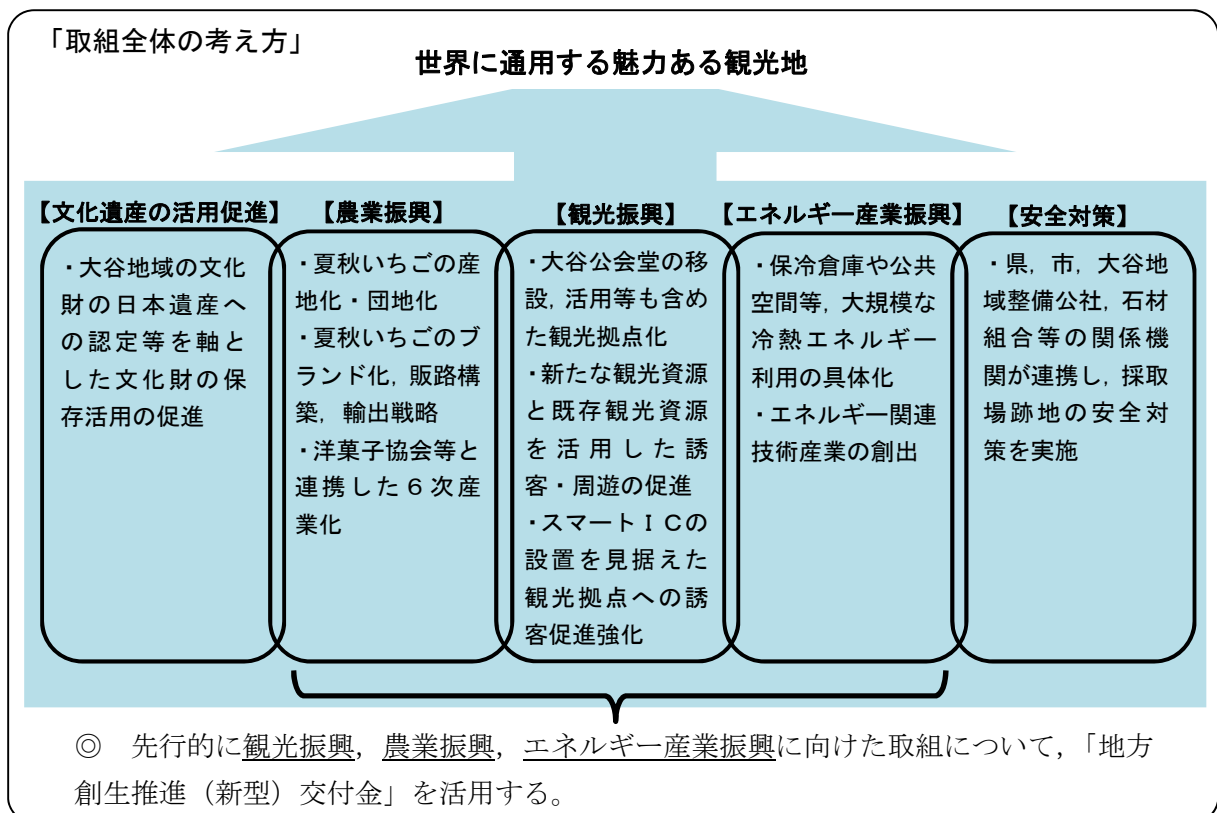 「取組全体の考え方」
世界に通用する魅力ある観光地
【文化遺産の活用促進】
・大谷地域の文化
財の日本遺産へ
の認定等を軸と
した文化財の保
存活用の促進
【農業振興】
・夏秋いちごの産
地化・団地化
・夏秋いちごのブ
ランド化，販路構
築，輸出戦略
・洋菓子協会等と
連携した６次産
業化
【観光振興】
・大谷公会堂の移
設，活用等も含め
た観光拠点化
・新たな観光資源
と既存観光資源
を活用した誘
客・周遊の促進
・スマートＩＣの
設置を見据えた
観光拠点への誘
客促進強化
【エネルギー産業振興】
・保冷倉庫や公共
空間等，大規模な
冷熱エネルギー
利用の具体化
・エネルギー関連
技術産業の創出
【安全対策】
・県，市，大谷地
域整備公社，石材
組合等の関係機
関が連携し，採取
場跡地の安全対
策を実施
◎　先行的に観光振興，農業振興，エネルギー産業振興に向けた取組について，「地方
創生推進（新型）交付金」を活用する。